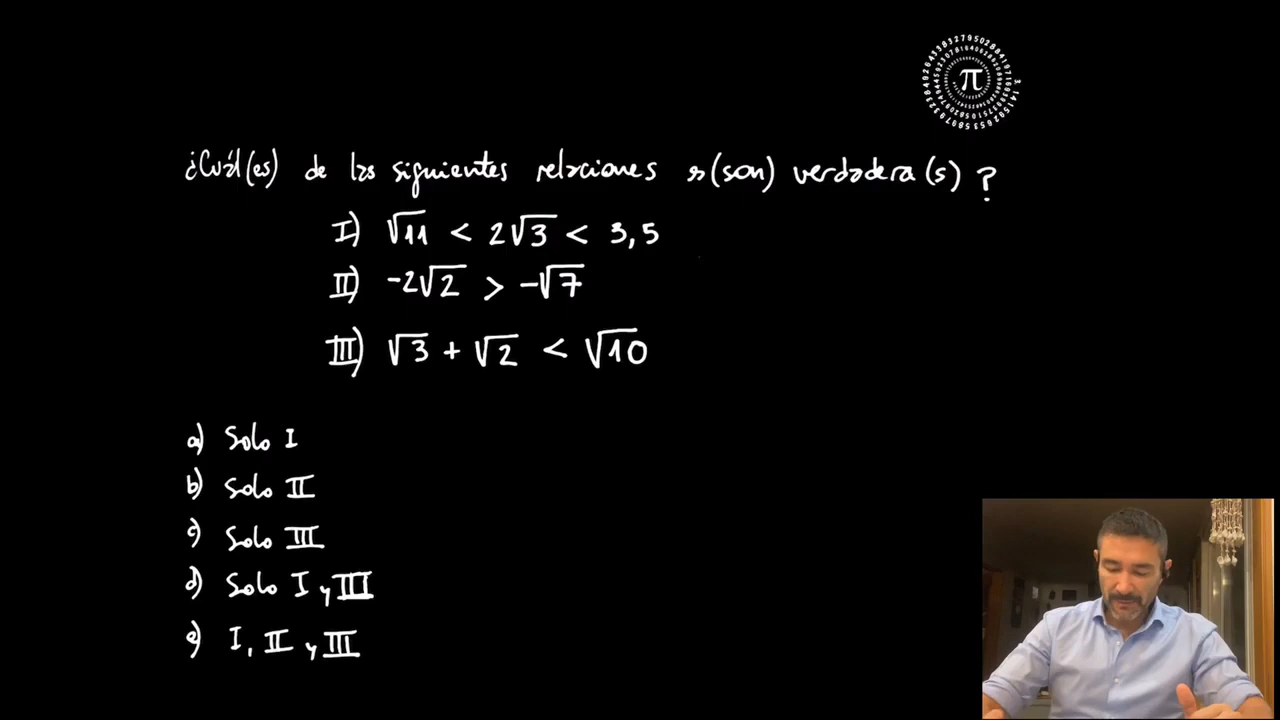 π
¿Cuál(es) de las siguientes relaciones es(son) verdadera(s)?
I) √11 < 2√3 < 3,5
II) -2√2 > -√7
III) √3 + √2 < √10
a) Solo I
b) Solo II
c) Solo III
d) Solo I y III
e) I, II y III